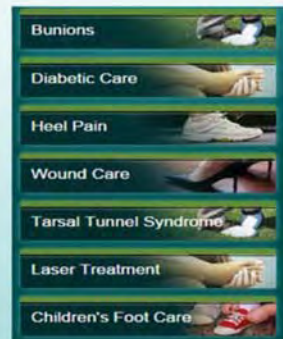 Bunions
Diabetic Care
Heel Pain
Wound Care
Tarsal Tunnel Syndrome
Laser Treatment
Children's Foot Care